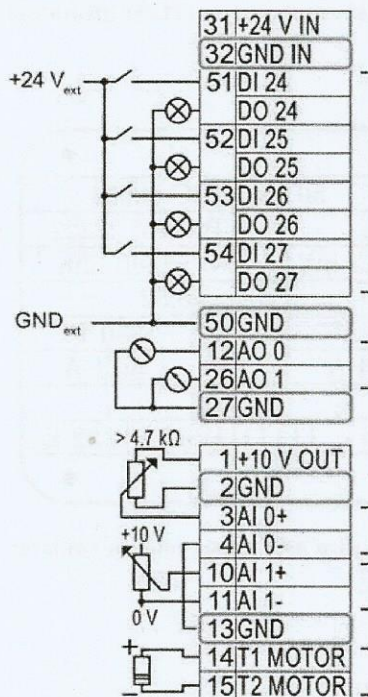 31 +24 V IN
32 GND IN
+24 Vext 51 DI 24
DO 24
52 DI 25
DO 25
53 DI 26
DO 26
54 DI 27
DO 27
GNDext 50 GND
12 AO 0
26 AO 1
27 GND
> 4.7 kΩ
1 +10 V OUT
2 GND
3 AI 0+
+10 V 4 AI 0-
10 AI 1+
11 AI 1-
0 V 13 GND
+ 14 T1 MOTOR
− 15 T2 MOTOR